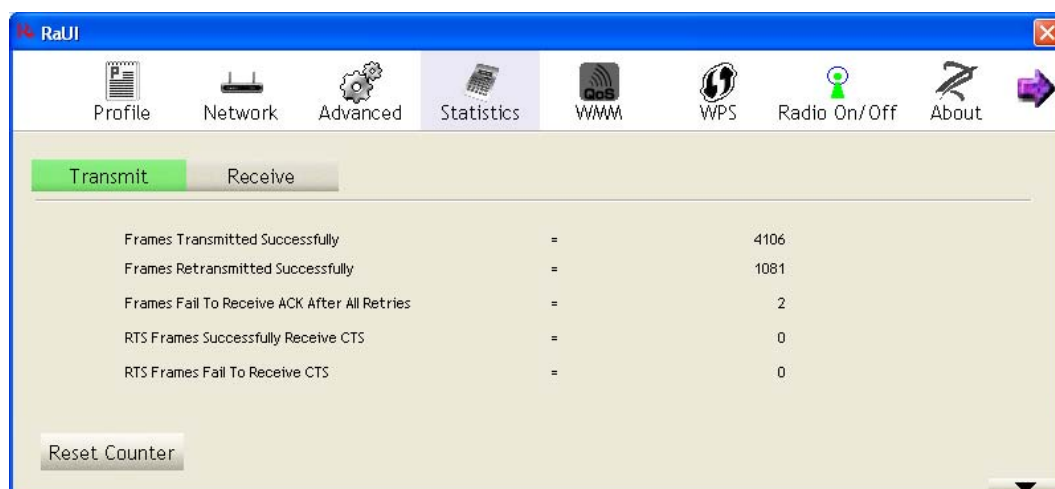 RaUI
Profile Network Advanced Statistics QoS WMM WPS Radio On/Off About
Transmit Receive
Frames Transmitted Successfully = 4106
Frames Retransmitted Successfully = 1081
Frames Fail To Receive ACK After All Retries = 2
RTS Frames Successfully Receive CTS = 0
RTS Frames Fail To Receive CTS = 0
Reset Counter